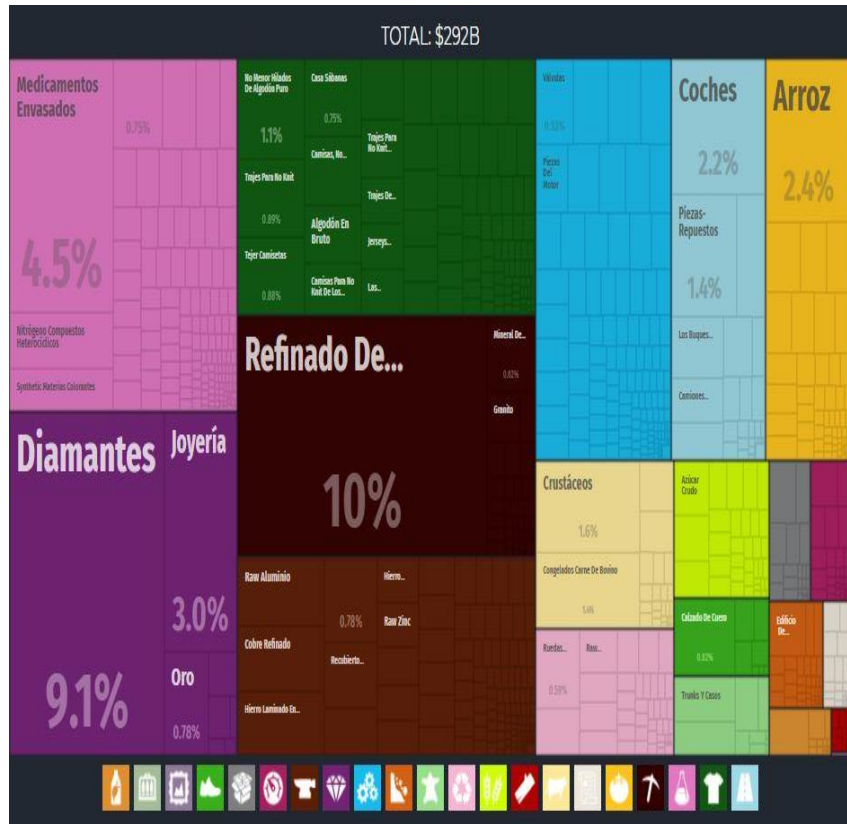 TOTAL: $292B
Medicamentos
Envasados
0.75%
4.5%
Nitrógeno Compuestos
Heterocíclicos
Synthetic Materias Colorantes
Diamantes
9.1%
Joyería
3.0%
Oro
0.78%
No Menor Hilados
De Algodón Puro
1.1%
Trajes Para No Knit
0.89%
Tejer Camisetas
0.88%
Casa Sábanas
0.75%
Camisas, No...
Algodón En
Bruto
Camisas Para No
Knit De Los...
Trajes Para
No Knit...
Trajes De...
Jerseys...
Los...
Refinado De...
10%
Mineral De...
0.62%
Granito
Raw Aluminio
Cobre Refinado
Hierro Laminado En...
0.78%
Recubierto...
Hierro...
Raw Zinc
Válvulas
Piezas
Del
Motor
Coches
2.2%
Piezas-
Repuestos
1.4%
Los Buques...
Camiones...
Arroz
2.4%
Crustáceos
1.6%
Congelados Carne De Bovino
1.4%
Ruedas...
0.59%
Raw...
Azúcar
Crudo
Calzado De Cuero
Trunks Y Casos
Edificio
De...